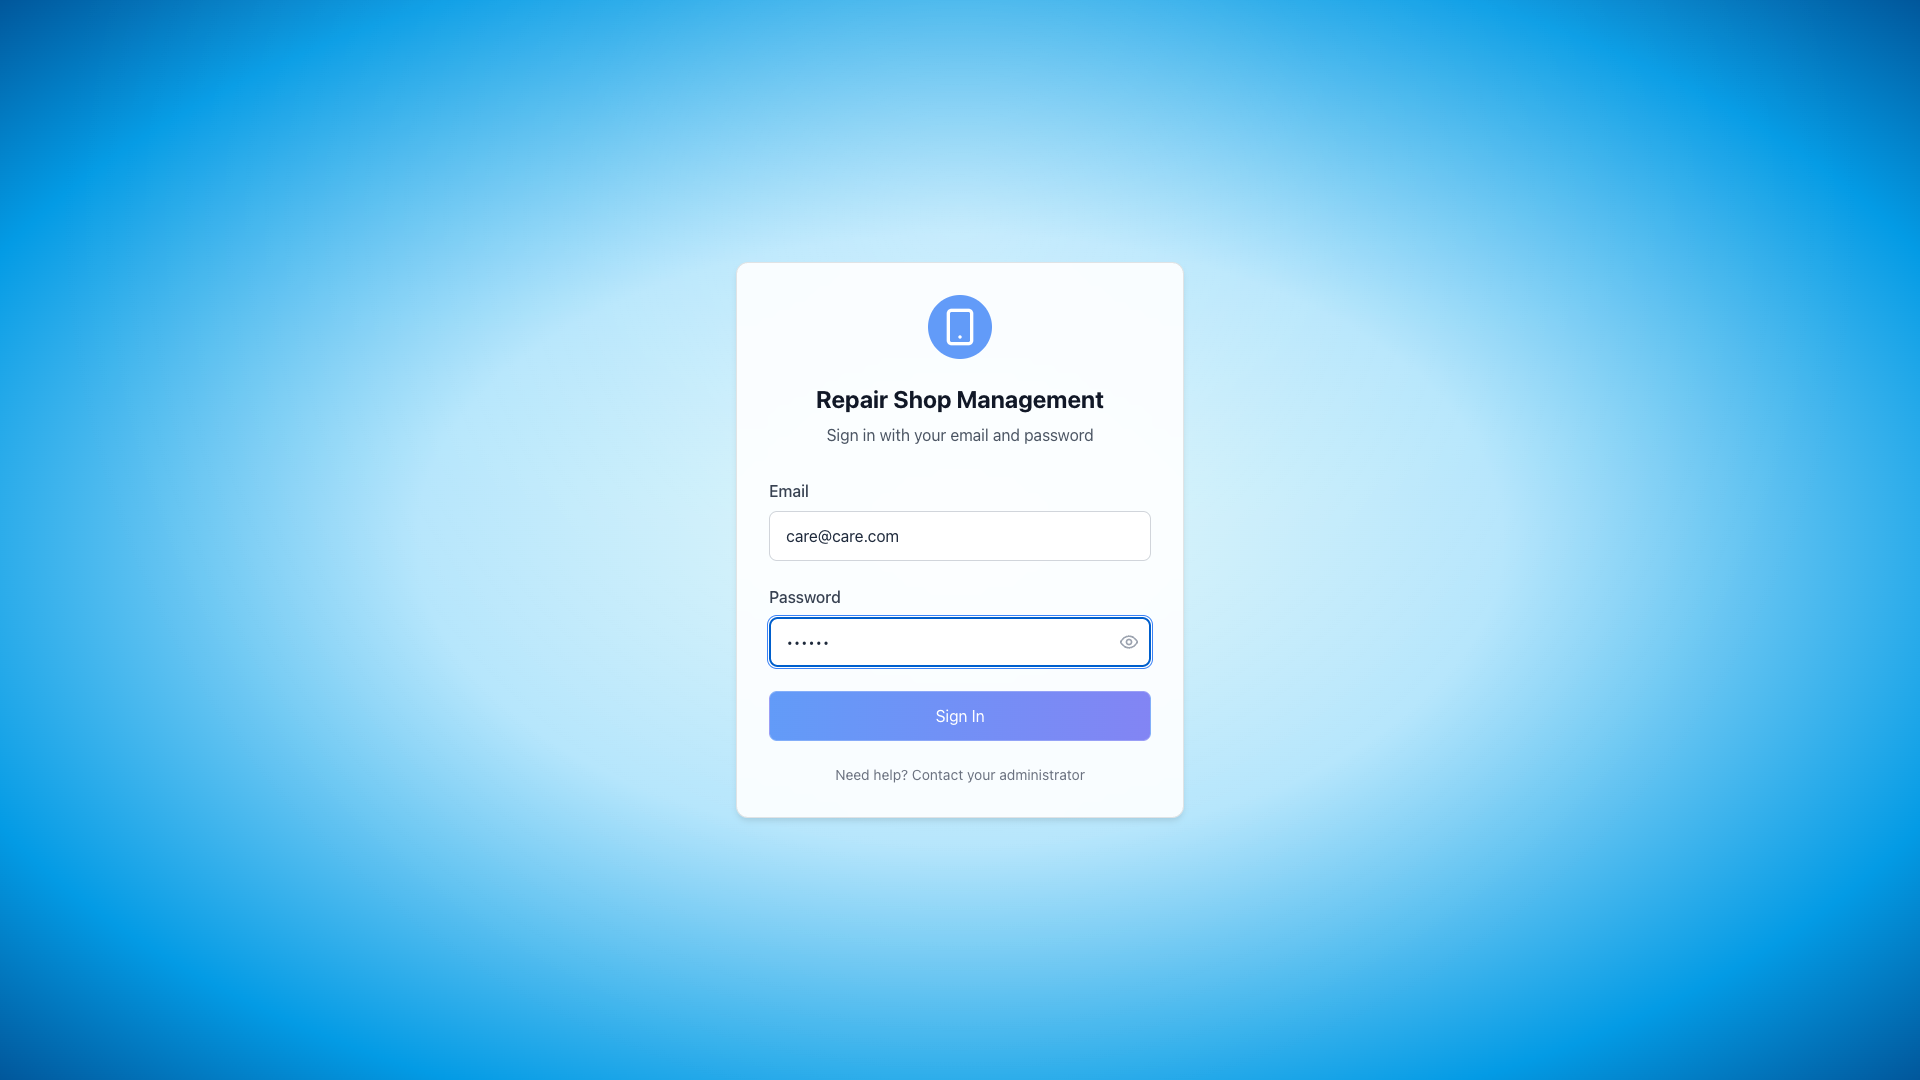 Repair Shop Management
Sign in with your email and password
Email
care@care.com
Password
••••••
Sign In
Need help? Contact your administrator